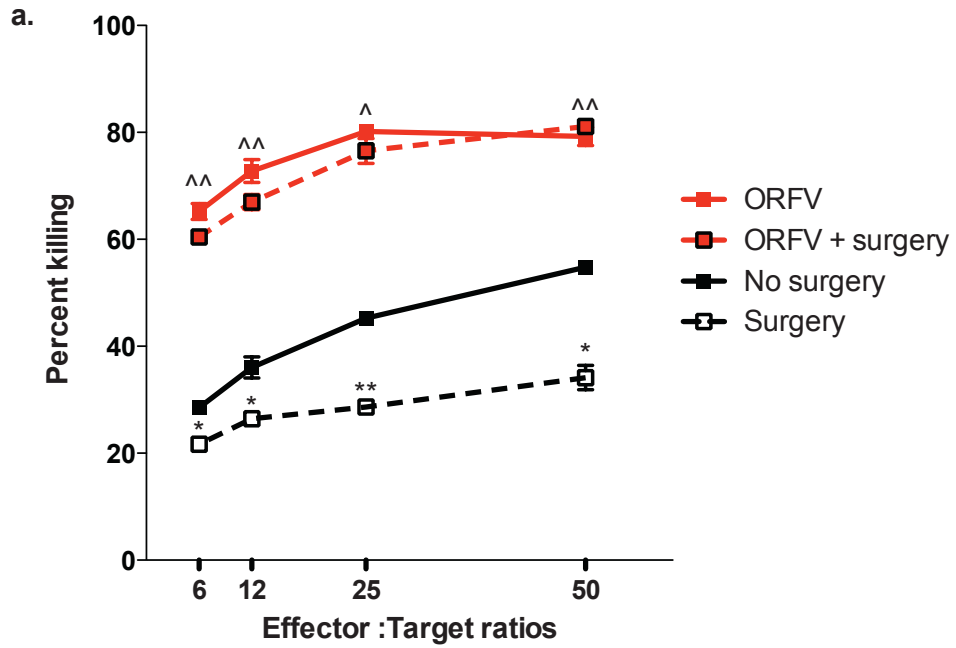 a.
100
80
60
40
20
0
Percent killing
^^
^^
^
^^
*
*
**
*
6 12 25 50
Effector :Target ratios
ORFV
ORFV + surgery
No surgery
Surgery